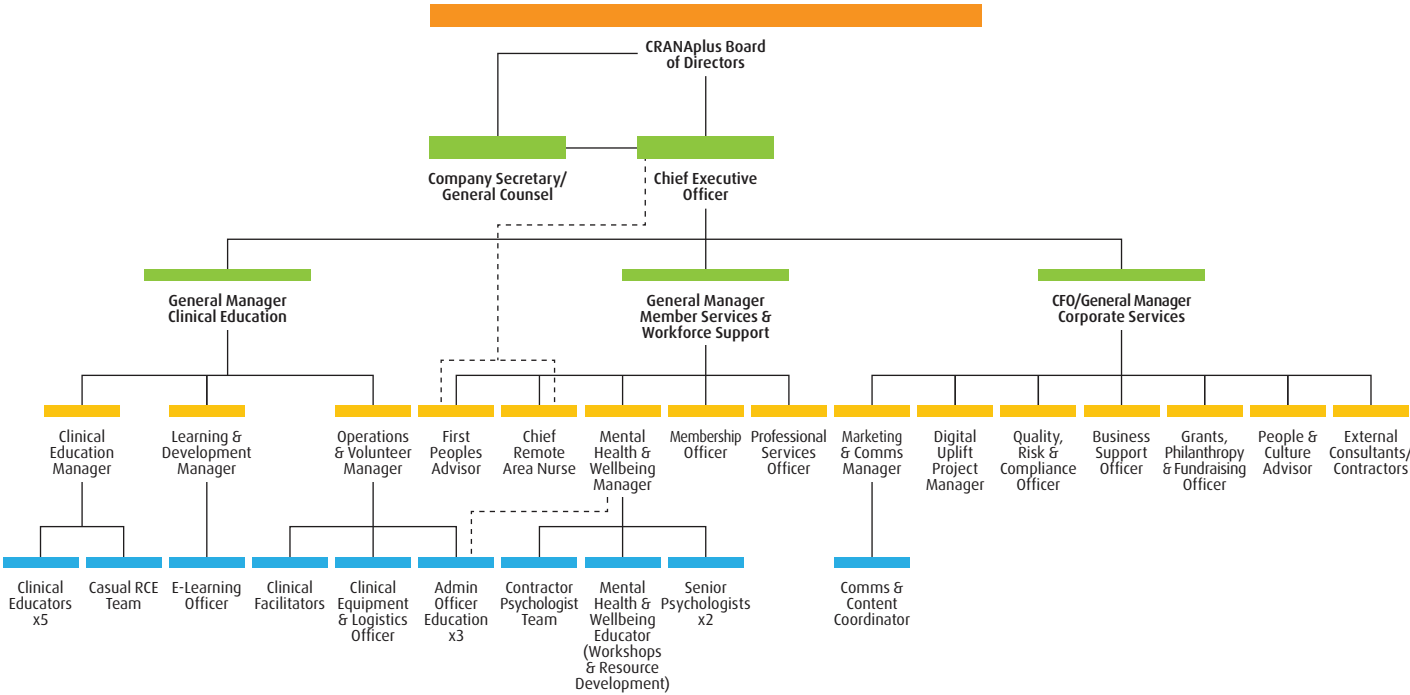 CRANAplus Board
of Directors
Company Secretary/
General Counsel
Chief Executive
Officer
General Manager
Clinical Education
General Manager
Member Services &
Workforce Support
CFO/General Manager
Corporate Services
Clinical
Education
Manager
Learning &
Development
Manager
Operations
& Volunteer
Manager
First
Peoples
Advisor
Chief
Remote
Area Nurse
Mental
Health &
Wellbeing
Manager
Membership
Officer
Professional
Services
Officer
Marketing
& Comms
Manager
Digital
Uplift
Project
Manager
Quality,
Risk &
Compliance
Officer
Business
Support
Officer
Grants,
Philanthropy
& Fundraising
Officer
People &
Culture
Advisor
External
Consultants/
Contractors
Clinical
Educators
x5
Casual RCE
Team
E-Learning
Officer
Clinical
Facilitators
Clinical
Equipment
& Logistics
Officer
Admin
Officer
Education
x3
Contractor
Psychologist
Team
Mental
Health &
Wellbeing
Educator
(Workshops
& Resource
Development)
Senior
Psychologists
x2
Comms &
Content
Coordinator